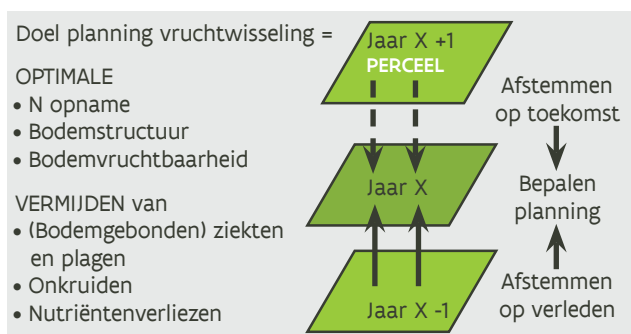 Doel planning vruchtwisseling =
OPTIMALE
• N opname
• Bodemstructuur
• Bodemvruchtbaarheid
VERMIJDEN van
• (Bodemgebonden) ziekten
en plagen
• Onkruiden
• Nutriëntenverliezen
Jaar X +1
PERCEEL
Jaar X
Jaar X -1
Afstemmen
op toekomst
Bepalen
planning
Afstemmen
op verleden